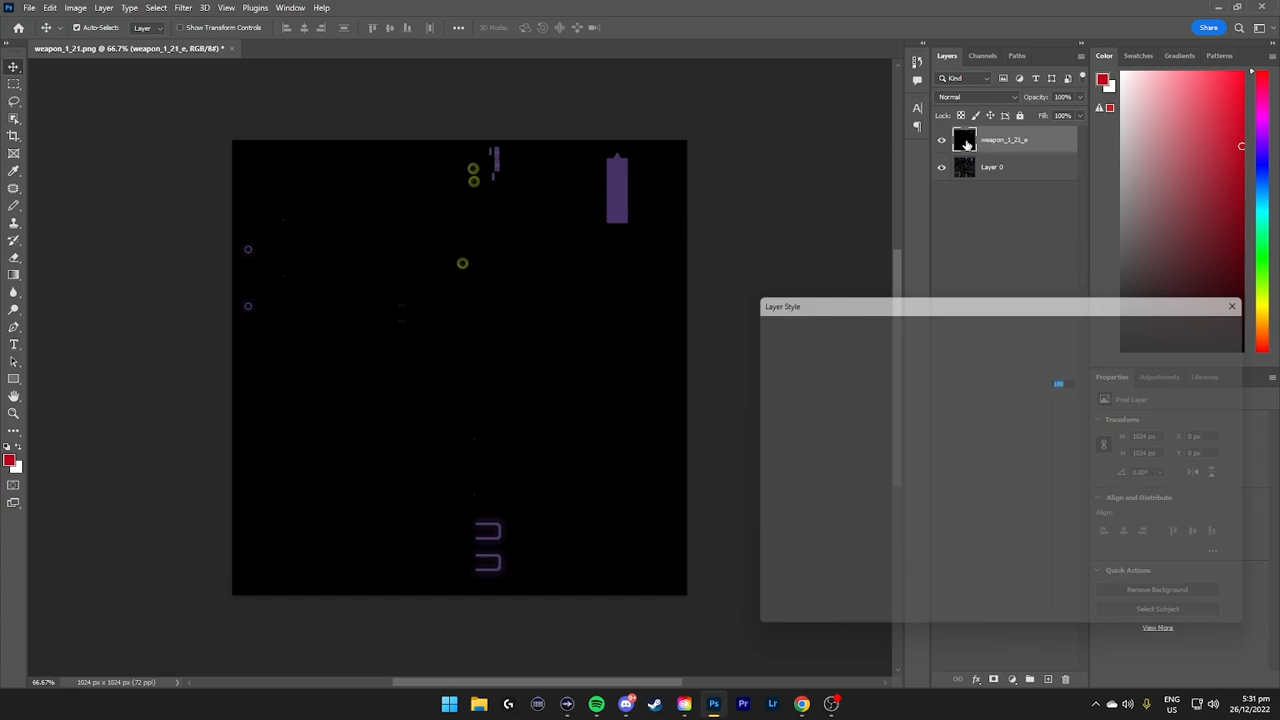 Ps File Edit Image Layer Type Select Filter 3D View Plugins Window Help
Auto-Select: Layer Show Transform Controls 3D Mode: Share
weapon_1_21.png @ 66.7% (weapon_1_21_e, RGB/8#) *
Layers Channels Paths
Color Swatches Gradients Patterns
Kind
Normal Opacity: 100%
Lock: Fill: 100%
weapon_1_21_e
Layer 0
Layer Style
100
Properties Adjustments Libraries
Pixel Layer
Transform
W 1024 px X 0 px
H 1024 px Y 0 px
0.00°
Align and Distribute
Align:
Quick Actions
Remove Background
Select Subject
View More
66.67% 1024 px x 1024 px (72 ppi)
ENG
US
5:31 pm
26/12/2022